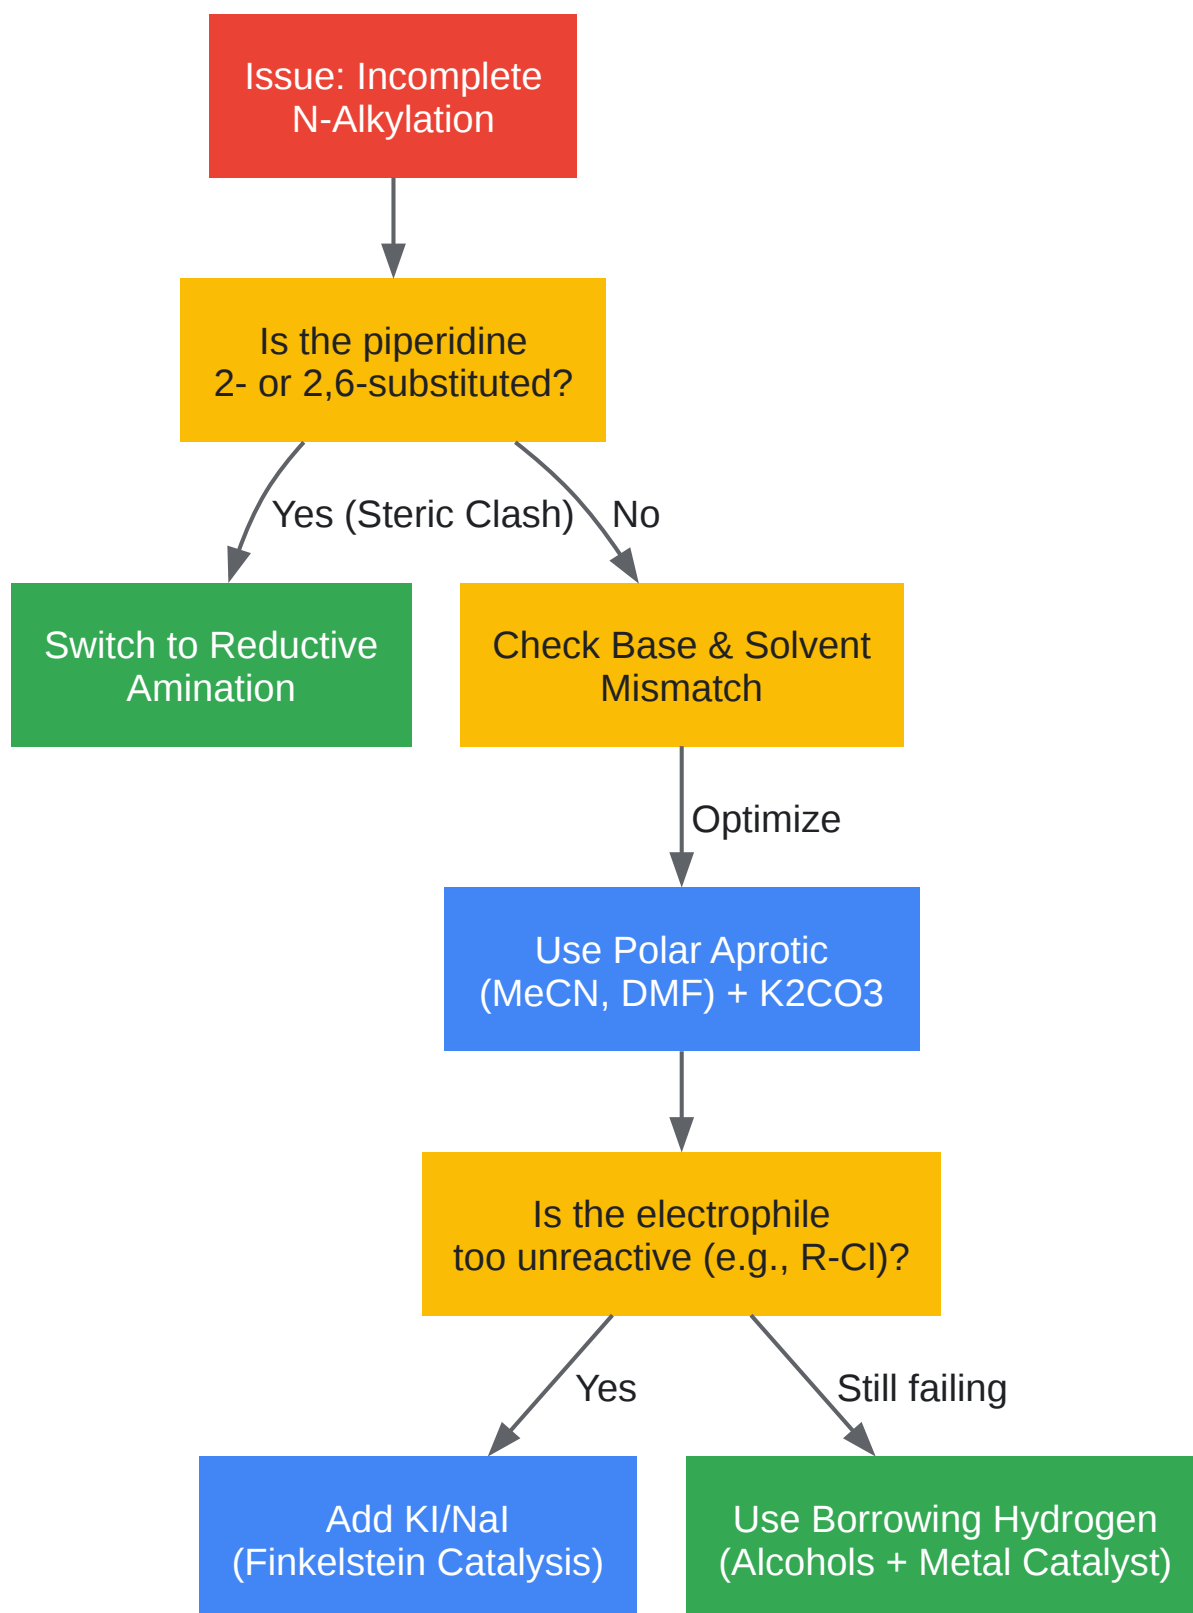 Issue: Incomplete
N-Alkylation
Is the piperidine
2- or 2,6-substituted?
Yes (Steric Clash)
No
Switch to Reductive
Amination
Check Base & Solvent
Mismatch
Optimize
Use Polar Aprotic
(MeCN, DMF) + K2CO3
Is the electrophile
too unreactive (e.g., R-Cl)?
Yes
Still failing
Add KI/NaI
(Finkelstein Catalysis)
Use Borrowing Hydrogen
(Alcohols + Metal Catalyst)